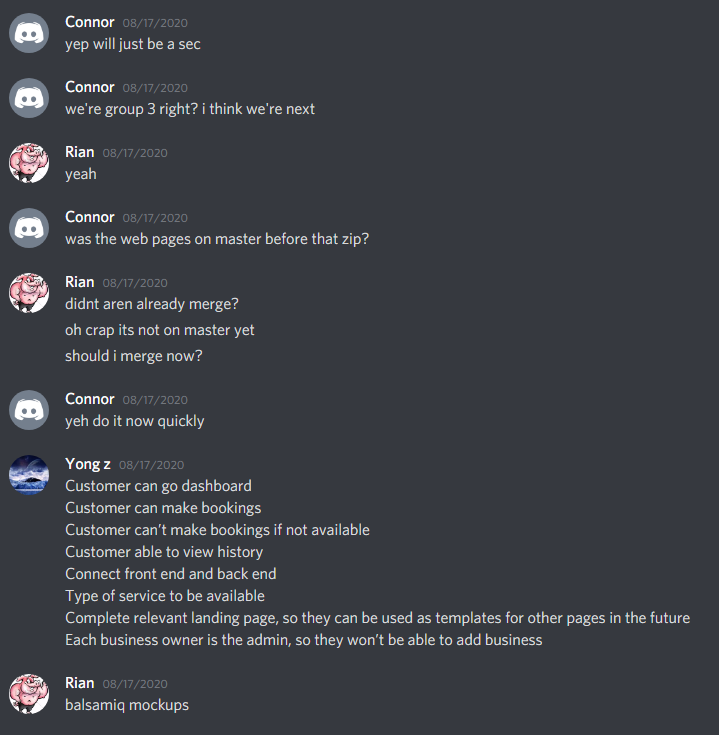 Connor 08/17/2020
yep will just be a sec
Connor 08/17/2020
we're group 3 right? i think we're next
Rian 08/17/2020
yeah
Connor 08/17/2020
was the web pages on master before that zip?
Rian 08/17/2020
didnt aren already merge?
oh crap its not on master yet
should i merge now?
Connor 08/17/2020
yeh do it now quickly
Yong z 08/17/2020
Customer can go dashboard
Customer can make bookings
Customer can't make bookings if not available
Customer able to view history
Connect front end and back end
Type of service to be available
Complete relevant landing page, so they can be used as templates for other pages in the future
Each business owner is the admin, so they won't be able to add business
Rian 08/17/2020
balsamiq mockups